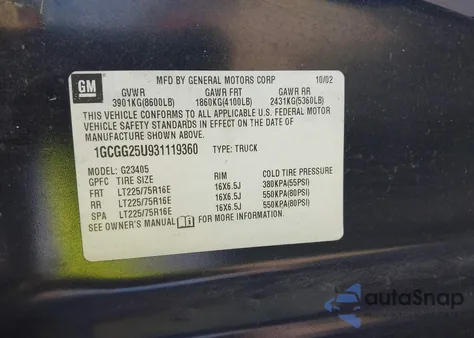 GM
MFD BY GENERAL MOTORS CORP 10/02
GVWR GAWR FRT GAWR RR
3901KG(8600LB) 1860KG(4100LB) 2431KG(5360LB)
THIS VEHICLE CONFORMS TO ALL APPLICABLE U.S. FEDERAL MOTOR
VEHICLE SAFETY STANDARDS IN EFFECT ON THE DATE OF
MANUFACTURE SHOWN ABOVE.
1GCGG25U931119360 TYPE: TRUCK
MODEL: G23405
GPFC TIRE SIZE RIM COLD TIRE PRESSURE
FRT LT225/75R16E 16X6.5J 380KPA(55PSI)
RR LT225/75R16E 16X6.5J 550KPA(80PSI)
SPA LT225/75R16E 16X6.5J 550KPA(80PSI)
SEE OWNER'S MANUAL FOR MORE INFORMATION.
autoSnap